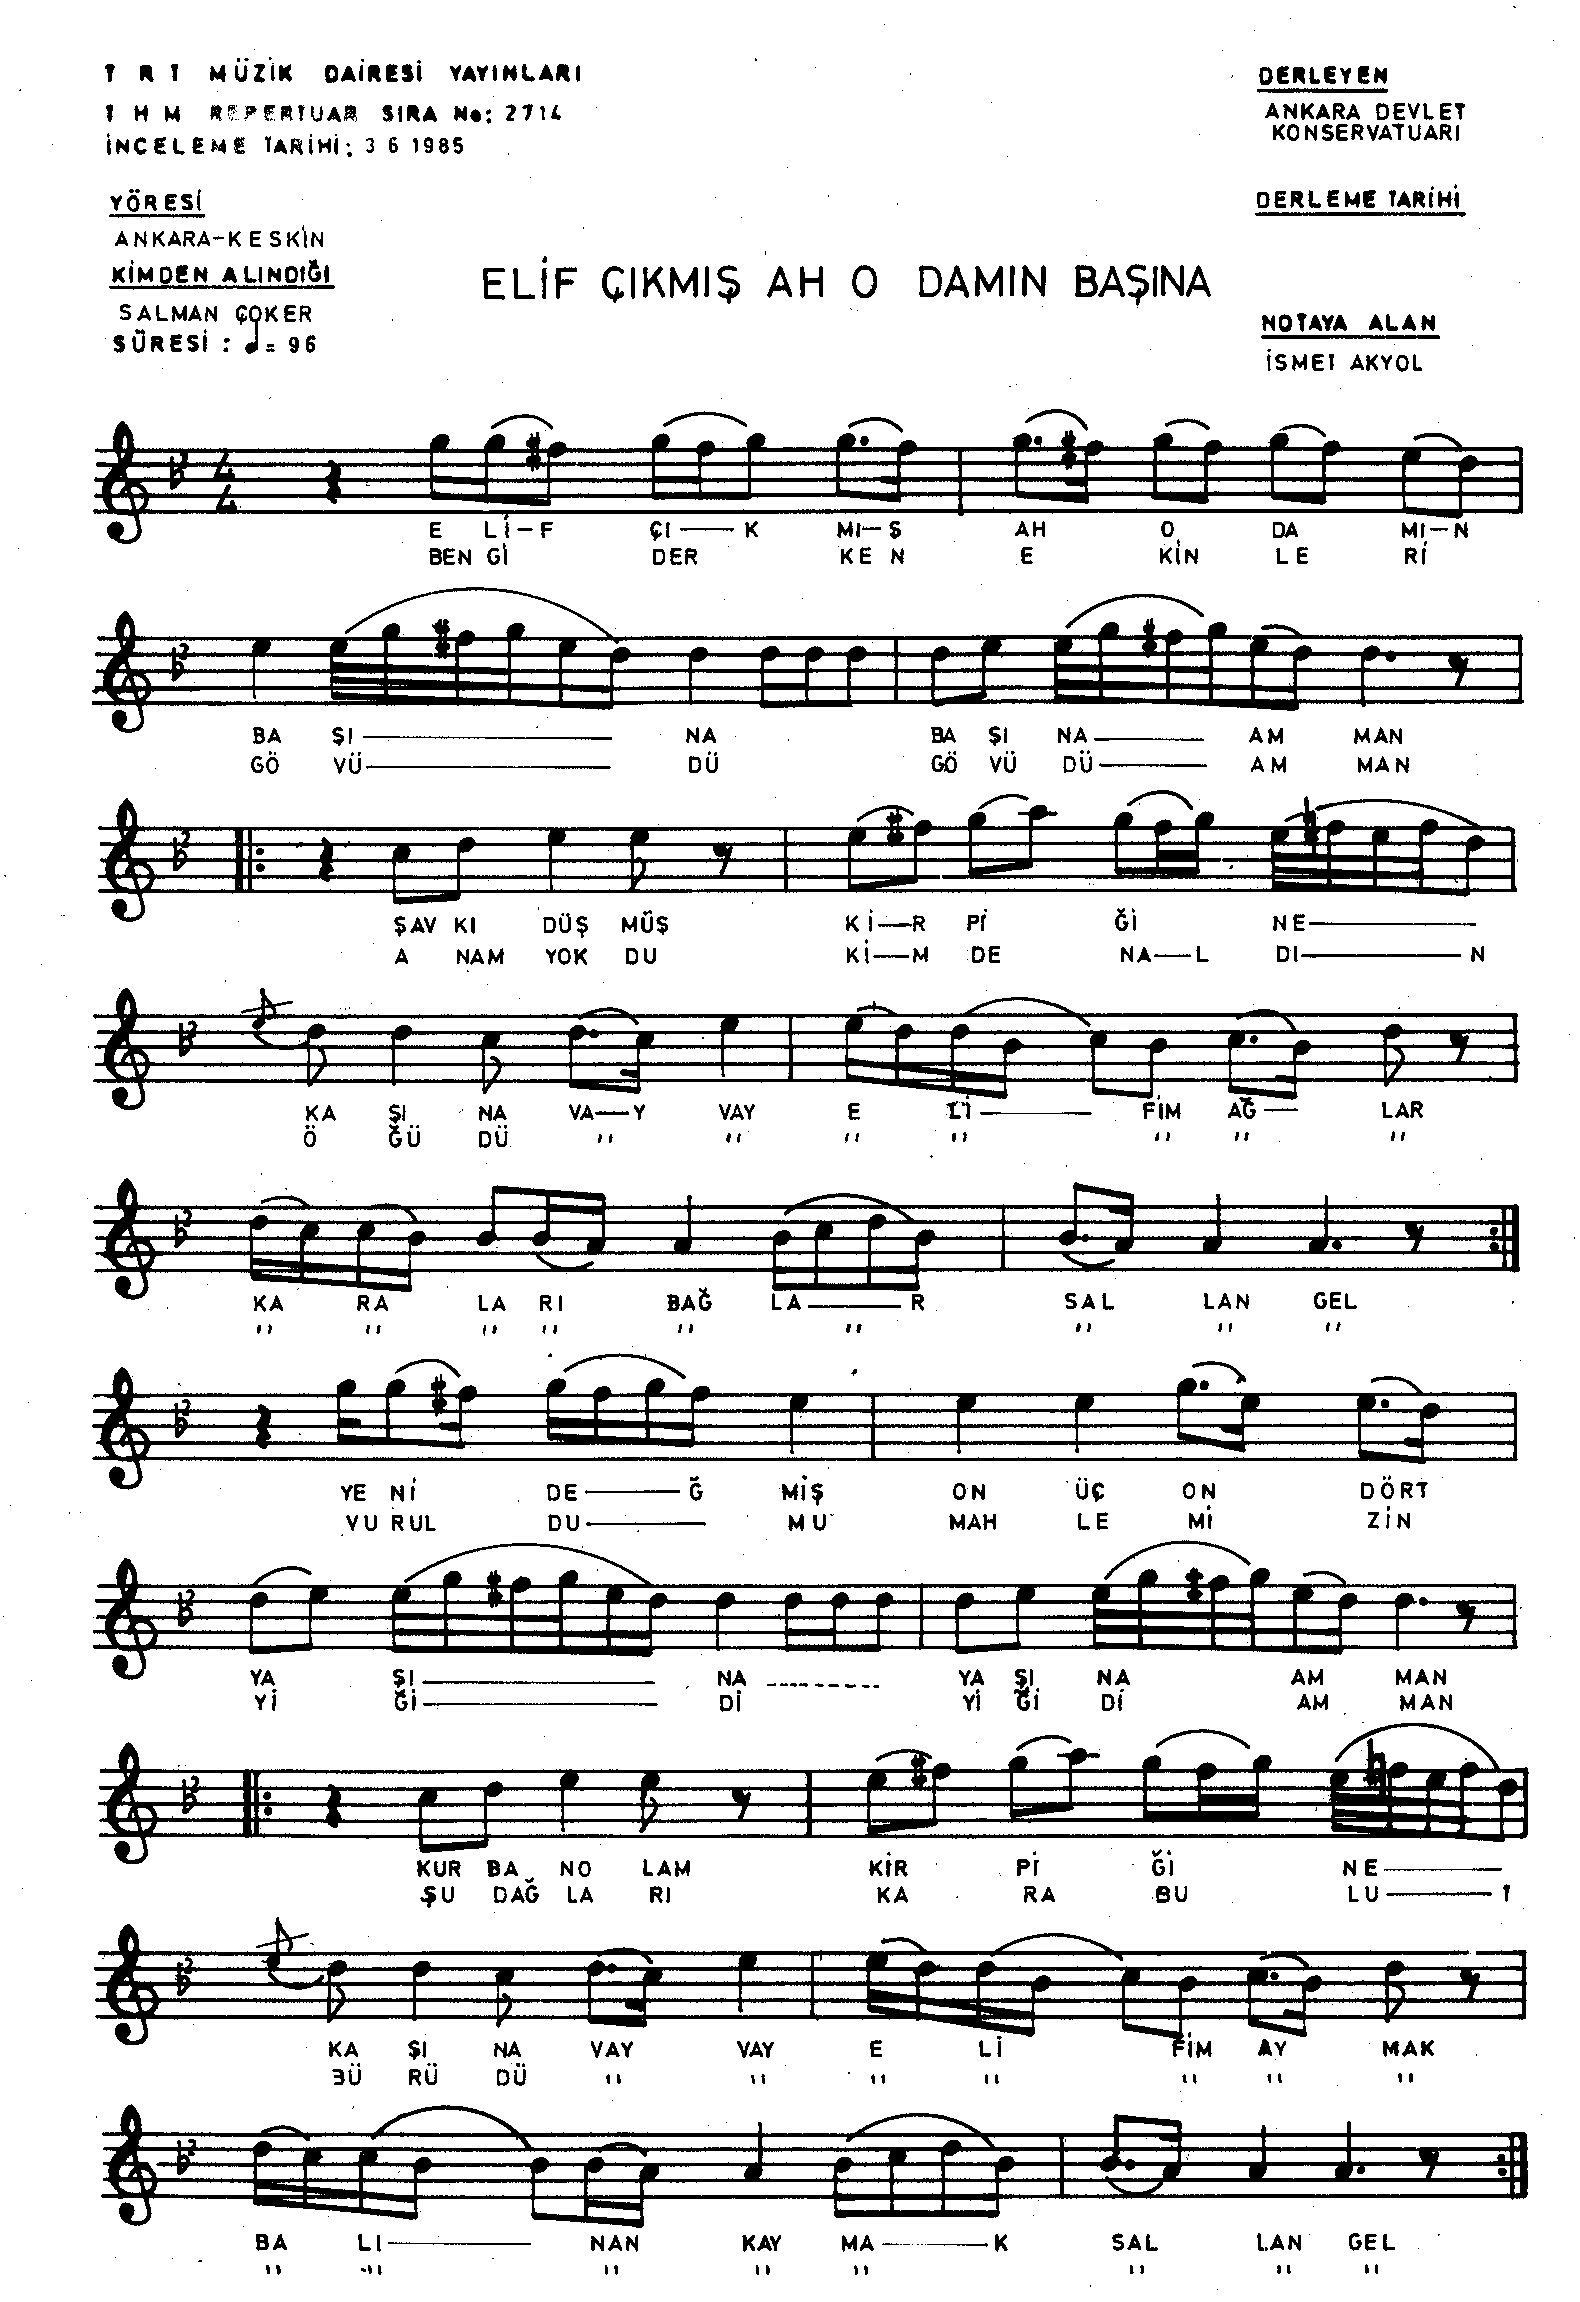 TRT MÜZİK DAİRESİ YAYINLARI
THM REPERTUAR SIRA No: 2714
İNCELEME TARİHİ: 3 6 1985
DERLEYEN
ANKARA DEVLET
KONSERVATUARI
YÖRESİ
ANKARA-KESKİN
DERLEME TARİHİ
KİMDEN ALINDIĞI
SALMAN ÇOKER
SÜRESİ : ♩= 96
ELİF ÇIKMIŞ AH O DAMIN BAŞINA
NOTAYA ALAN
İSMET AKYOL
4
4
E Lİ-F ÇI-K MI-Ş AH O DA MI-N
BEN Gİ DER KEN E KİN LE Rİ
BA ŞI NA BA ŞI NA AM MAN
GÖ VÜ DÜ GÖ VÜ DÜ AM MAN
ŞAV KI DÜŞ MÜŞ Kİ-R Pİ Ğİ NE
A NAM YOK DU Kİ-M DE NA-L DI-N
KA ŞI NA VA-Y VAY E Lİ FİM AĞ LAR
Ö ĞÜ DÜ " " " " " " "
KA RA LA RI BAĞ LA-R SAL LAN GEL
" " " " " " " " "
YE Nİ DE-Ğ MİŞ ON ÜÇ ON DÖRT
VU RUL DU MU MAH LE Mİ ZİN
YA ŞI NA YA ŞI NA AM MAN
Yİ Ğİ Dİ Yİ Ğİ Dİ AM MAN
KUR BA NO LAM KİR Pİ Ğİ NE
ŞU DAĞ LA RI KA RA BU LU-T
KA ŞI NA VAY VAY E Lİ FİM AY MAK
BÜ RÜ DÜ " " " " " " "
BA LI NAN KAY MA-K SAL LAN GEL
" " " " " " " "